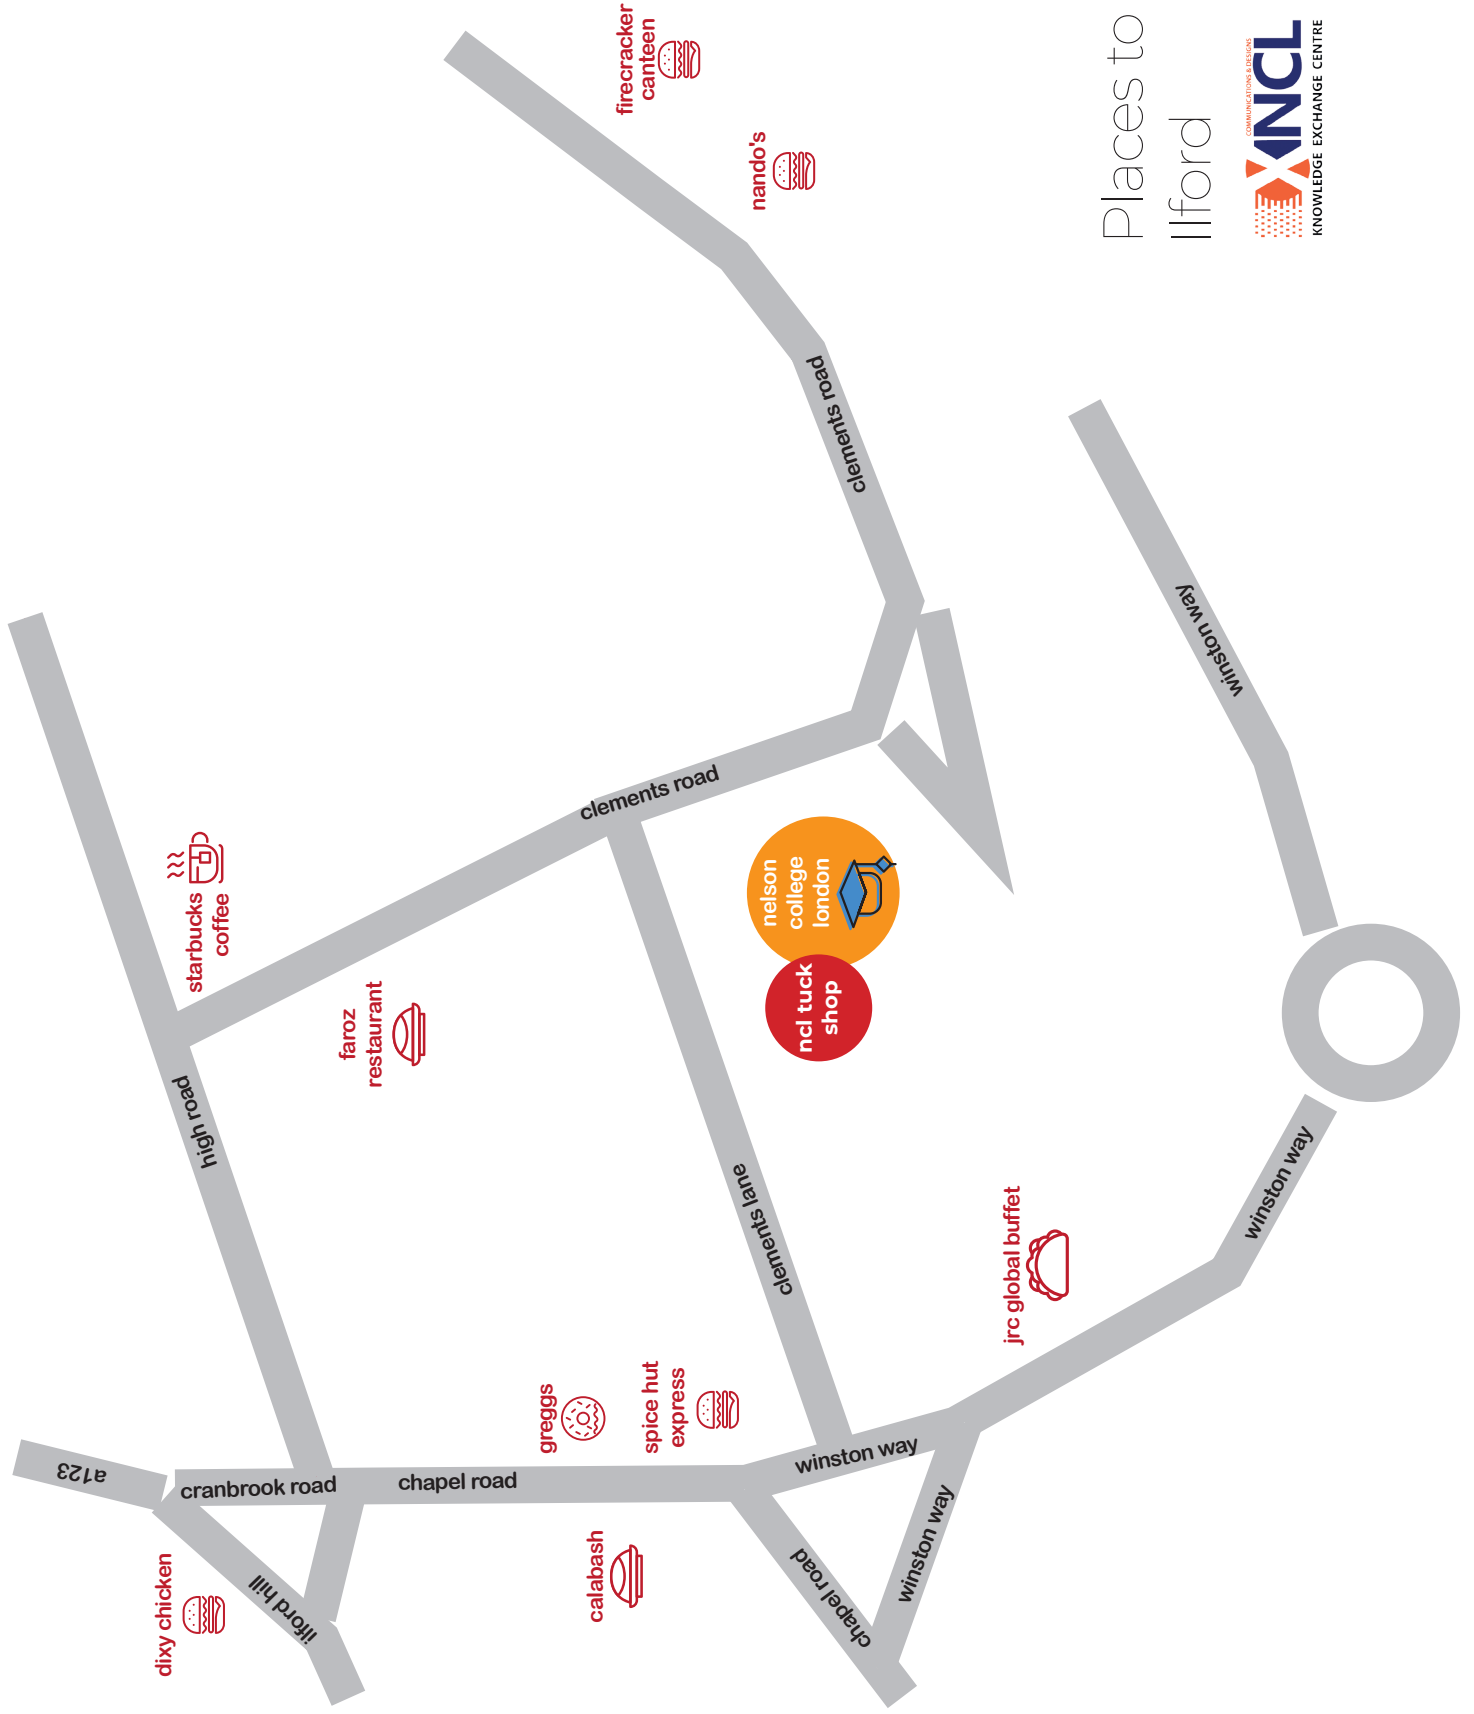 firecracker
canteen
nando's
Places to
Ilford
COMMUNICATIONS & DESIGNS
NCL
KNOWLEDGE EXCHANGE CENTRE
clements road
winston way
starbucks
coffee
clements road
nelson
college
london
ncl tuck
shop
faroz
restaurant
high road
clements lane
winston way
jrc global buffet
greggs
spice hut
express
a123
cranbrook road
chapel road
winston way
winston way
dixy chicken
ilford hill
calabash
chapel road